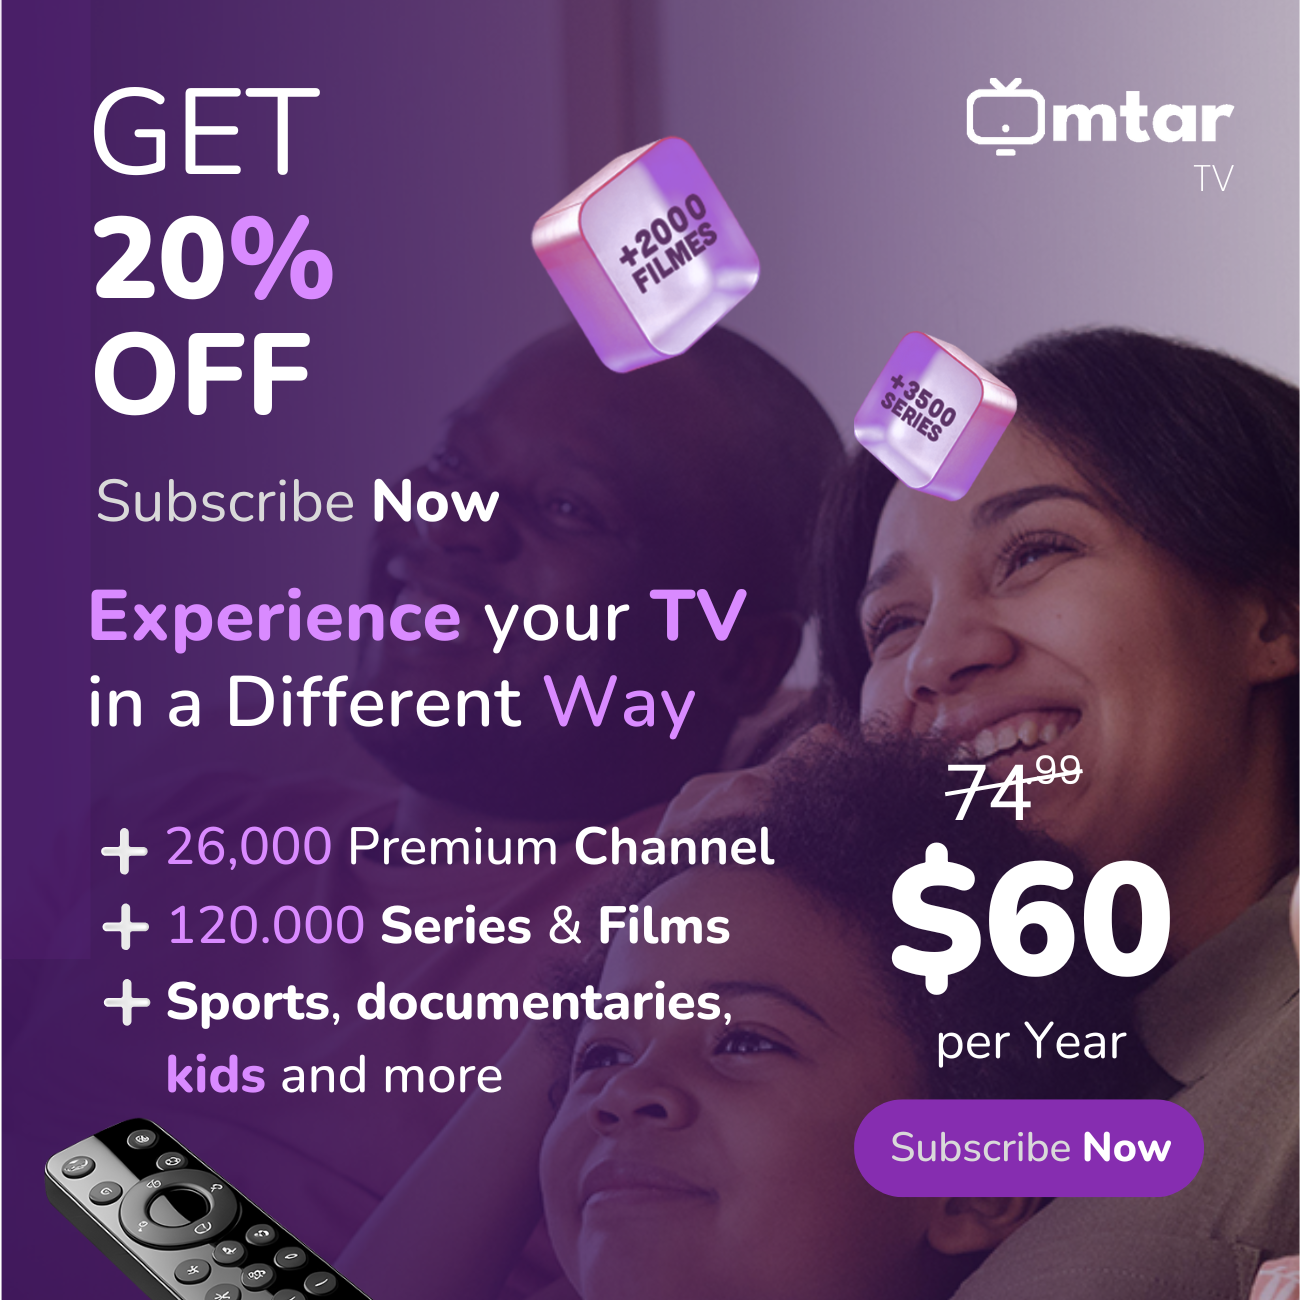 GET
20%
OFF
Subscribe Now
Experience your TV
in a Different Way
26,000 Premium Channel
120.000 Series & Films
Sports, documentaries,
kids and more
mtar
TV
+2000
FILMES
+3500
SERIES
74.99
$60
per Year
Subscribe Now